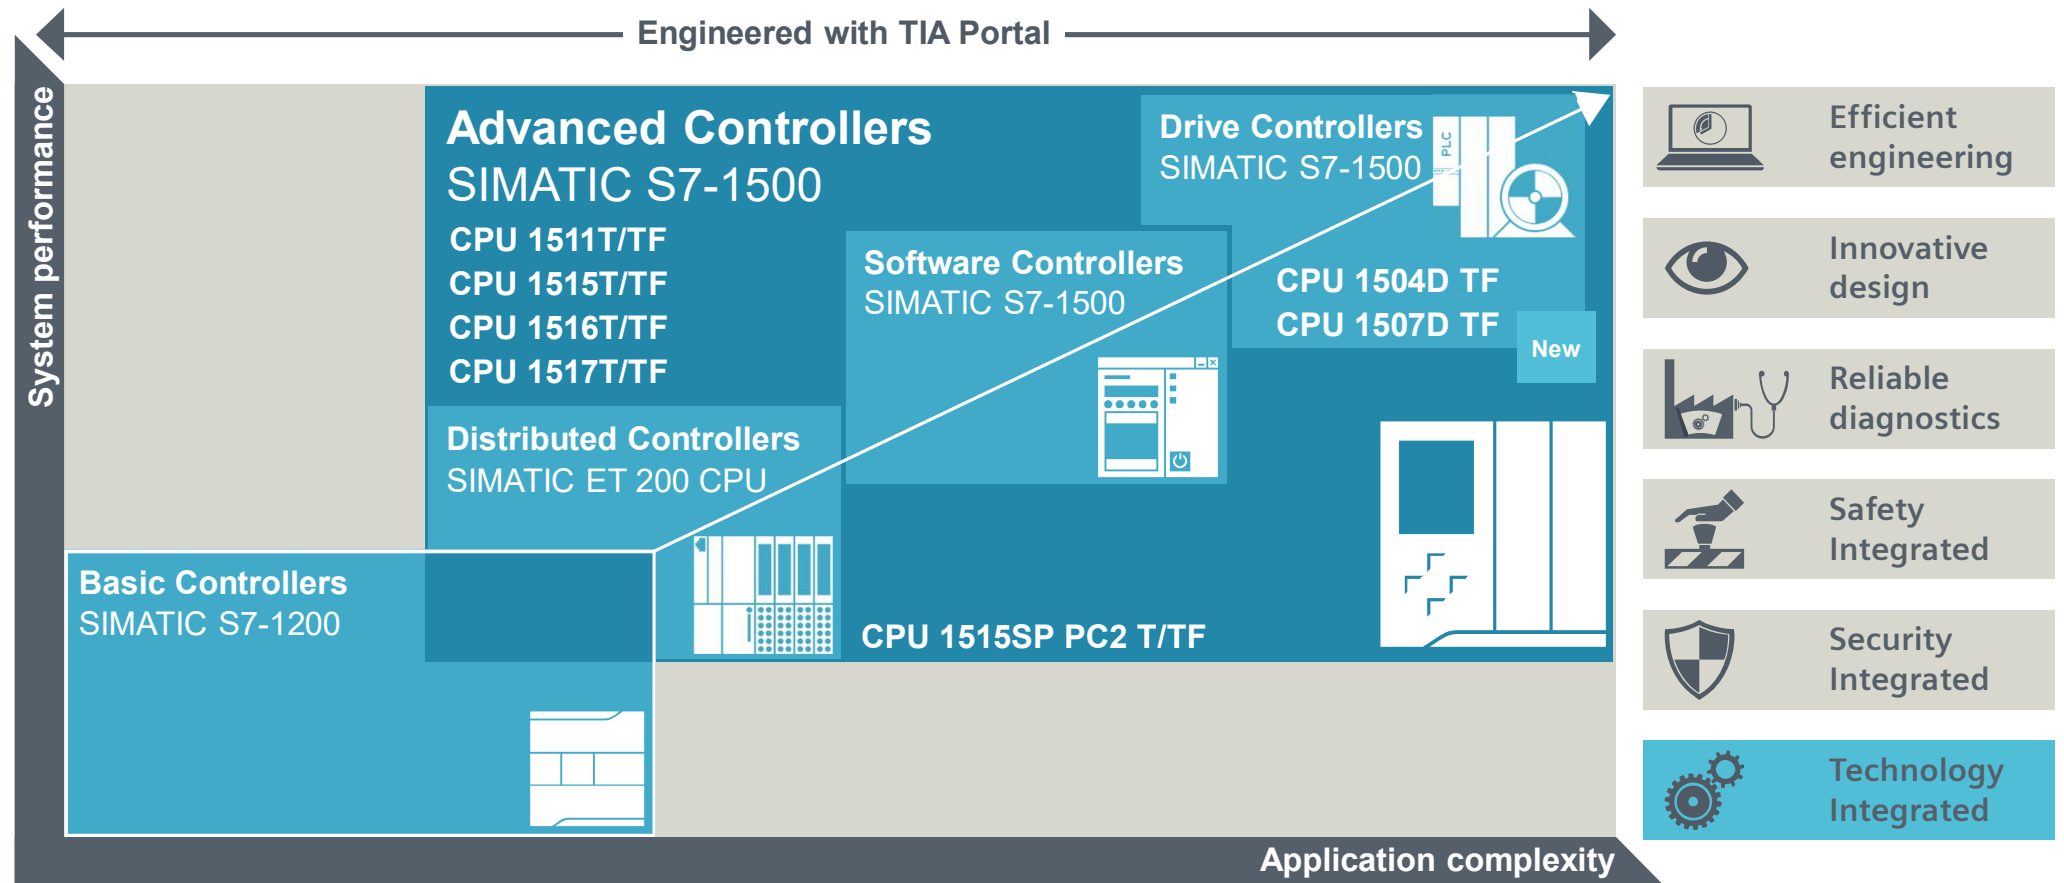 Engineered with TIA Portal
System performance
Advanced Controllers
SIMATIC S7-1500
CPU 1511T/TF
CPU 1515T/TF
CPU 1516T/TF
CPU 1517T/TF
Drive Controllers
SIMATIC S7-1500
PLC
CPU 1504D TF
CPU 1507D TF
New
Software Controllers
SIMATIC S7-1500
Distributed Controllers
SIMATIC ET 200 CPU
CPU 1515SP PC2 T/TF
Basic Controllers
SIMATIC S7-1200
Application complexity
Efficient
engineering
Innovative
design
Reliable
diagnostics
Safety
Integrated
Security
Integrated
Technology
Integrated